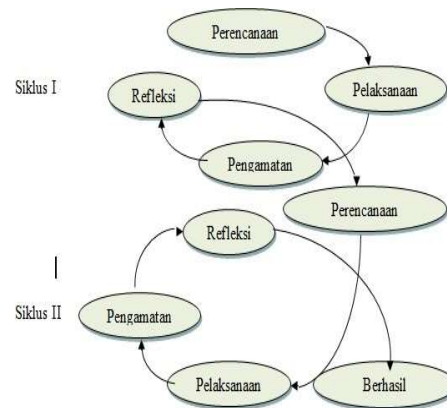 Perencanaan
Siklus I
Refleksi
Pelaksanaan
Pengamatan
Perencanaan
Refleksi
Siklus II
Pengamatan
Pelaksanaan
Berhasil